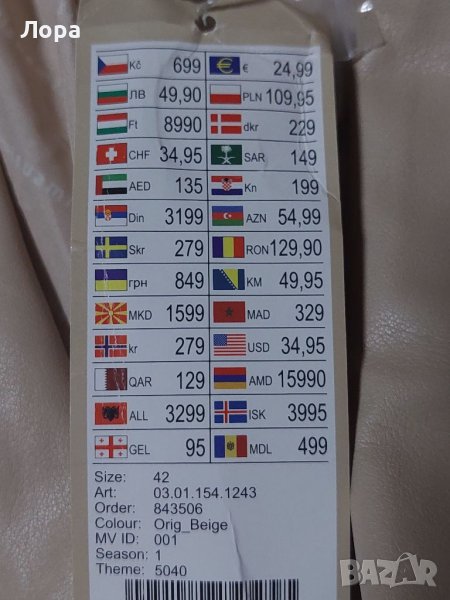 Лора
Kč 699 € 24,99
ЛВ 49,90 PLN 109,95
Ft 8990 dkr 229
CHF 34,95 SAR 149
AED 135 Kn 199
Din 3199 AZN 54,99
Skr 279 RON 129,90
грн 849 KM 49,95
MKD 1599 MAD 329
kr 279 USD 34,95
QAR 129 AMD 15990
ALL 3299 ISK 3995
GEL 95 MDL 499
Size: 42
Art: 03.01.154.1243
Order: 843506
Colour: Orig_Beige
MV ID: 001
Season: 1
Theme: 5040
BAZAR